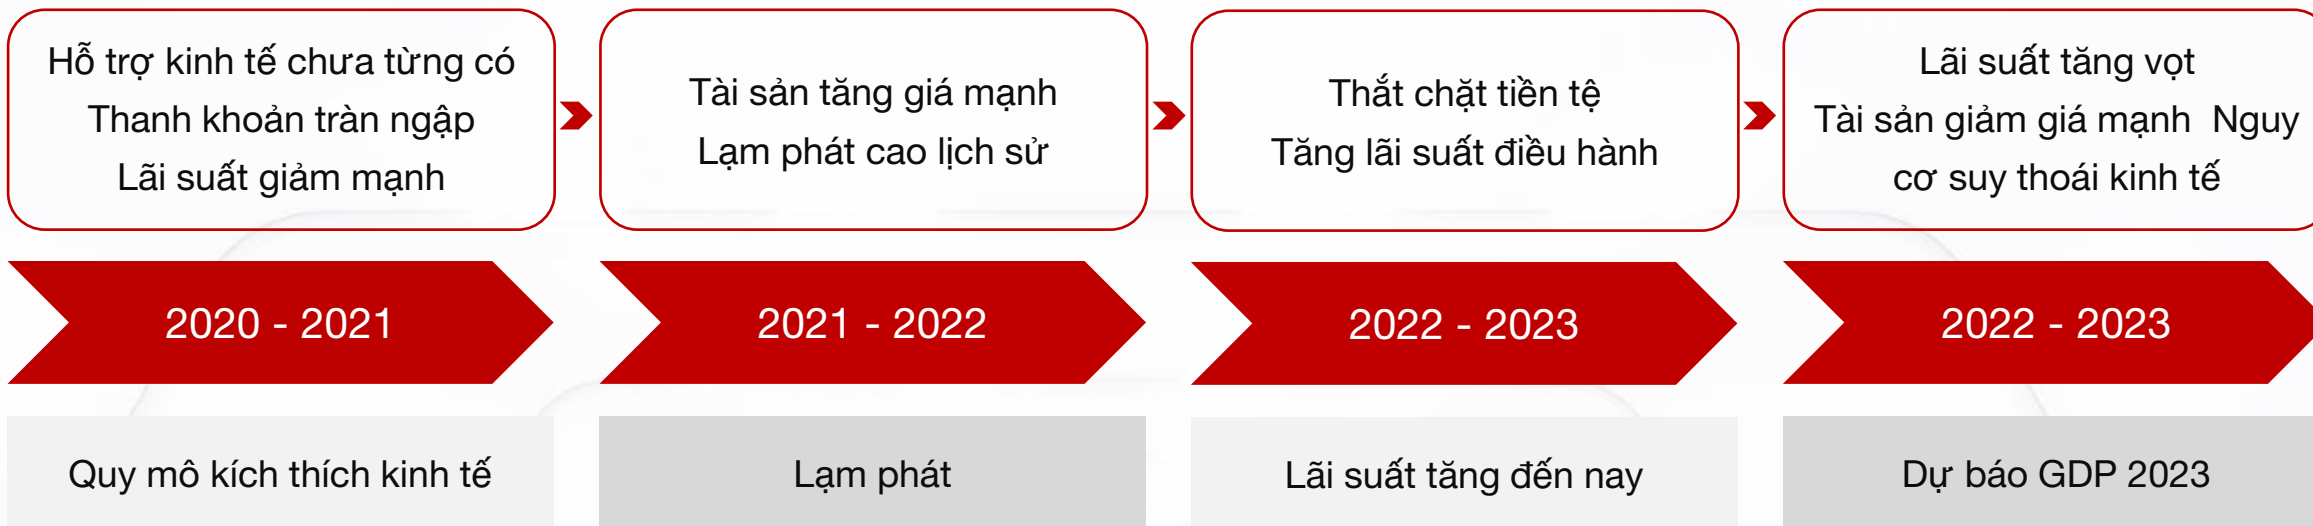 Hỗ trợ kinh tế chưa từng có
Thanh khoản tràn ngập
Lãi suất giảm mạnh
Tài sản tăng giá mạnh
Lạm phát cao lịch sử
Thắt chặt tiền tệ
Tăng lãi suất điều hành
Lãi suất tăng vọt
Tài sản giảm giá mạnh Nguy
cơ suy thoái kinh tế
2020 - 2021
2021 - 2022
2022 - 2023
2022 - 2023
Quy mô kích thích kinh tế
Lạm phát
Lãi suất tăng đến nay
Dự báo GDP 2023